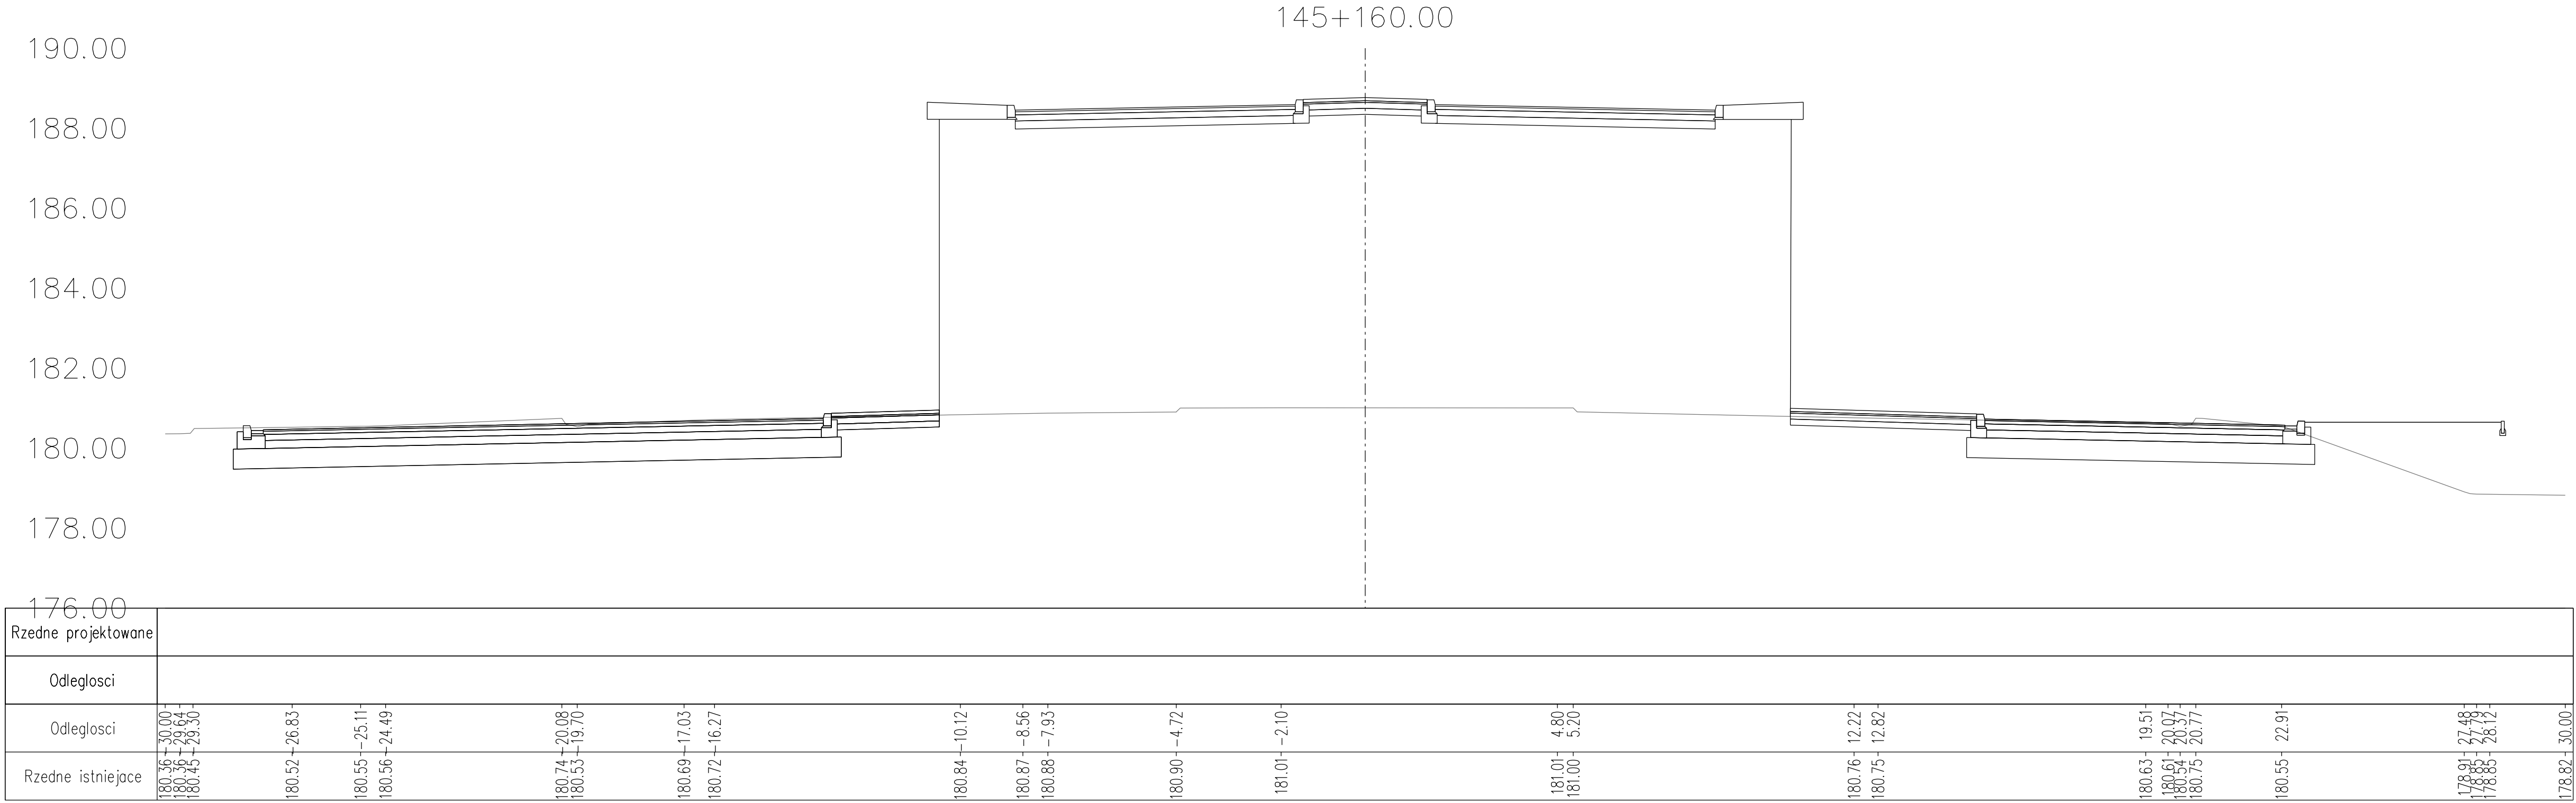 145+160.00
190.00
188.00
186.00
184.00
182.00
180.00
178.00
176.00
Rzedne projektowane
Odleglosci
Odleglosci -30.00 -29.64 -29.30 -26.83 -25.11 -24.49 -20.08 -19.70 -17.03 -16.27 -10.12 -8.56 -7.93 -4.72 -2.10 4.80 5.20 12.22 12.82 19.51 20.07 20.37 20.77 22.91 27.48 27.79 28.12 30.00
Rzedne istniejace 180.36 180.36 180.45 180.52 180.55 180.56 180.74 180.53 180.69 180.72 180.84 180.87 180.88 180.90 181.01 181.01 181.00 180.76 180.75 180.63 180.61 180.54 180.75 180.55 178.91 178.85 178.85 178.82